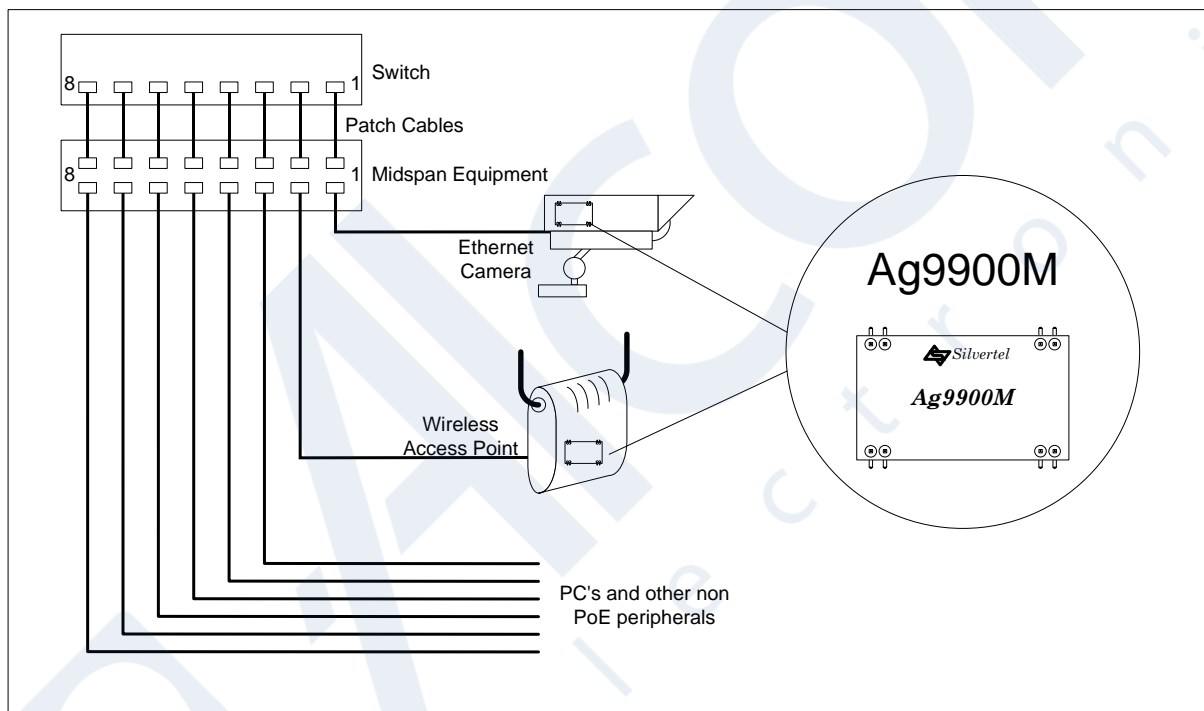 8
1
Switch
Patch Cables
8
1
Midspan Equipment
Ethernet
Camera
Ag9900M
Silvertel
Ag9900M
Wireless
Access Point
PC's and other non
PoE peripherals